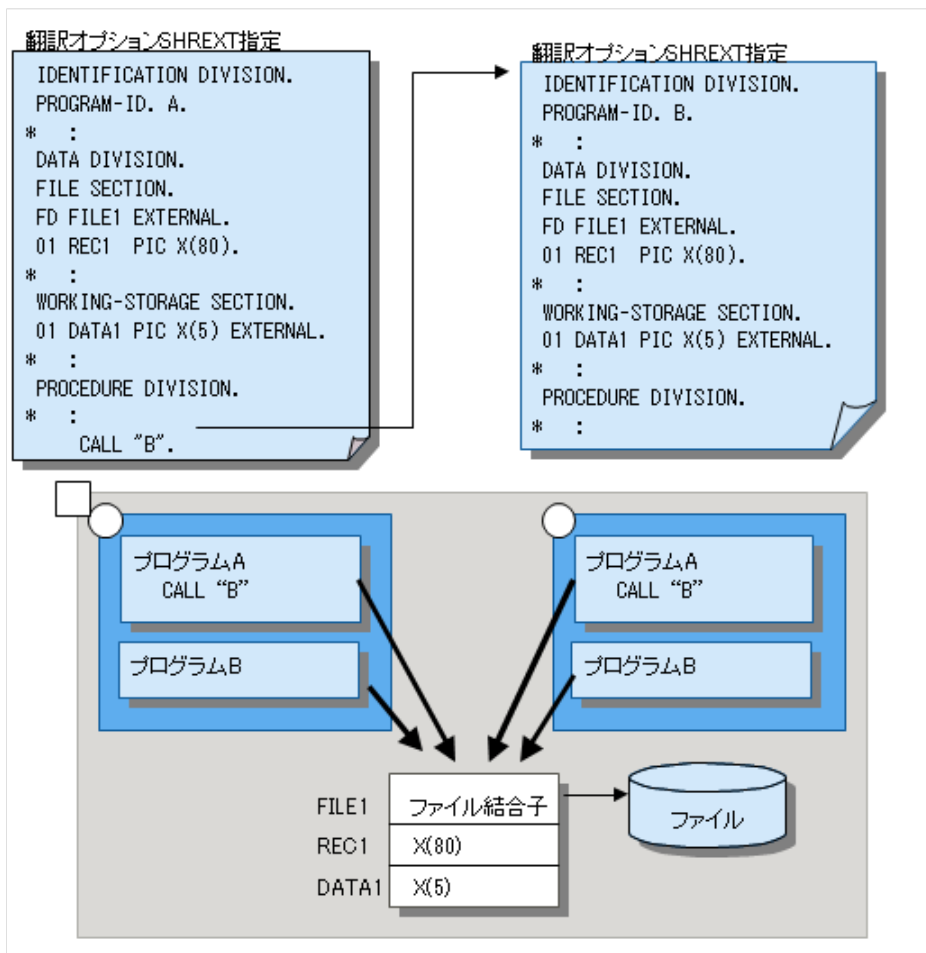 翻訳オプションSHREXT指定
IDENTIFICATION DIVISION.
PROGRAM-ID. A.
*   :
DATA DIVISION.
FILE SECTION.
FD FILE1 EXTERNAL.
01 REC1  PIC X(80).
*   :
WORKING-STORAGE SECTION.
01 DATA1 PIC X(5) EXTERNAL.
*   :
PROCEDURE DIVISION.
*   :
CALL "B".
翻訳オプションSHREXT指定
IDENTIFICATION DIVISION.
PROGRAM-ID. B.
*   :
DATA DIVISION.
FILE SECTION.
FD FILE1 EXTERNAL.
01 REC1  PIC X(80).
*   :
WORKING-STORAGE SECTION.
01 DATA1 PIC X(5) EXTERNAL.
*   :
PROCEDURE DIVISION.
*   :
プログラムA
CALL “B”
プログラムB
プログラムA
CALL “B”
プログラムB
FILE1 ファイル結合子
REC1 X(80)
DATA1 X(5)
ファイル